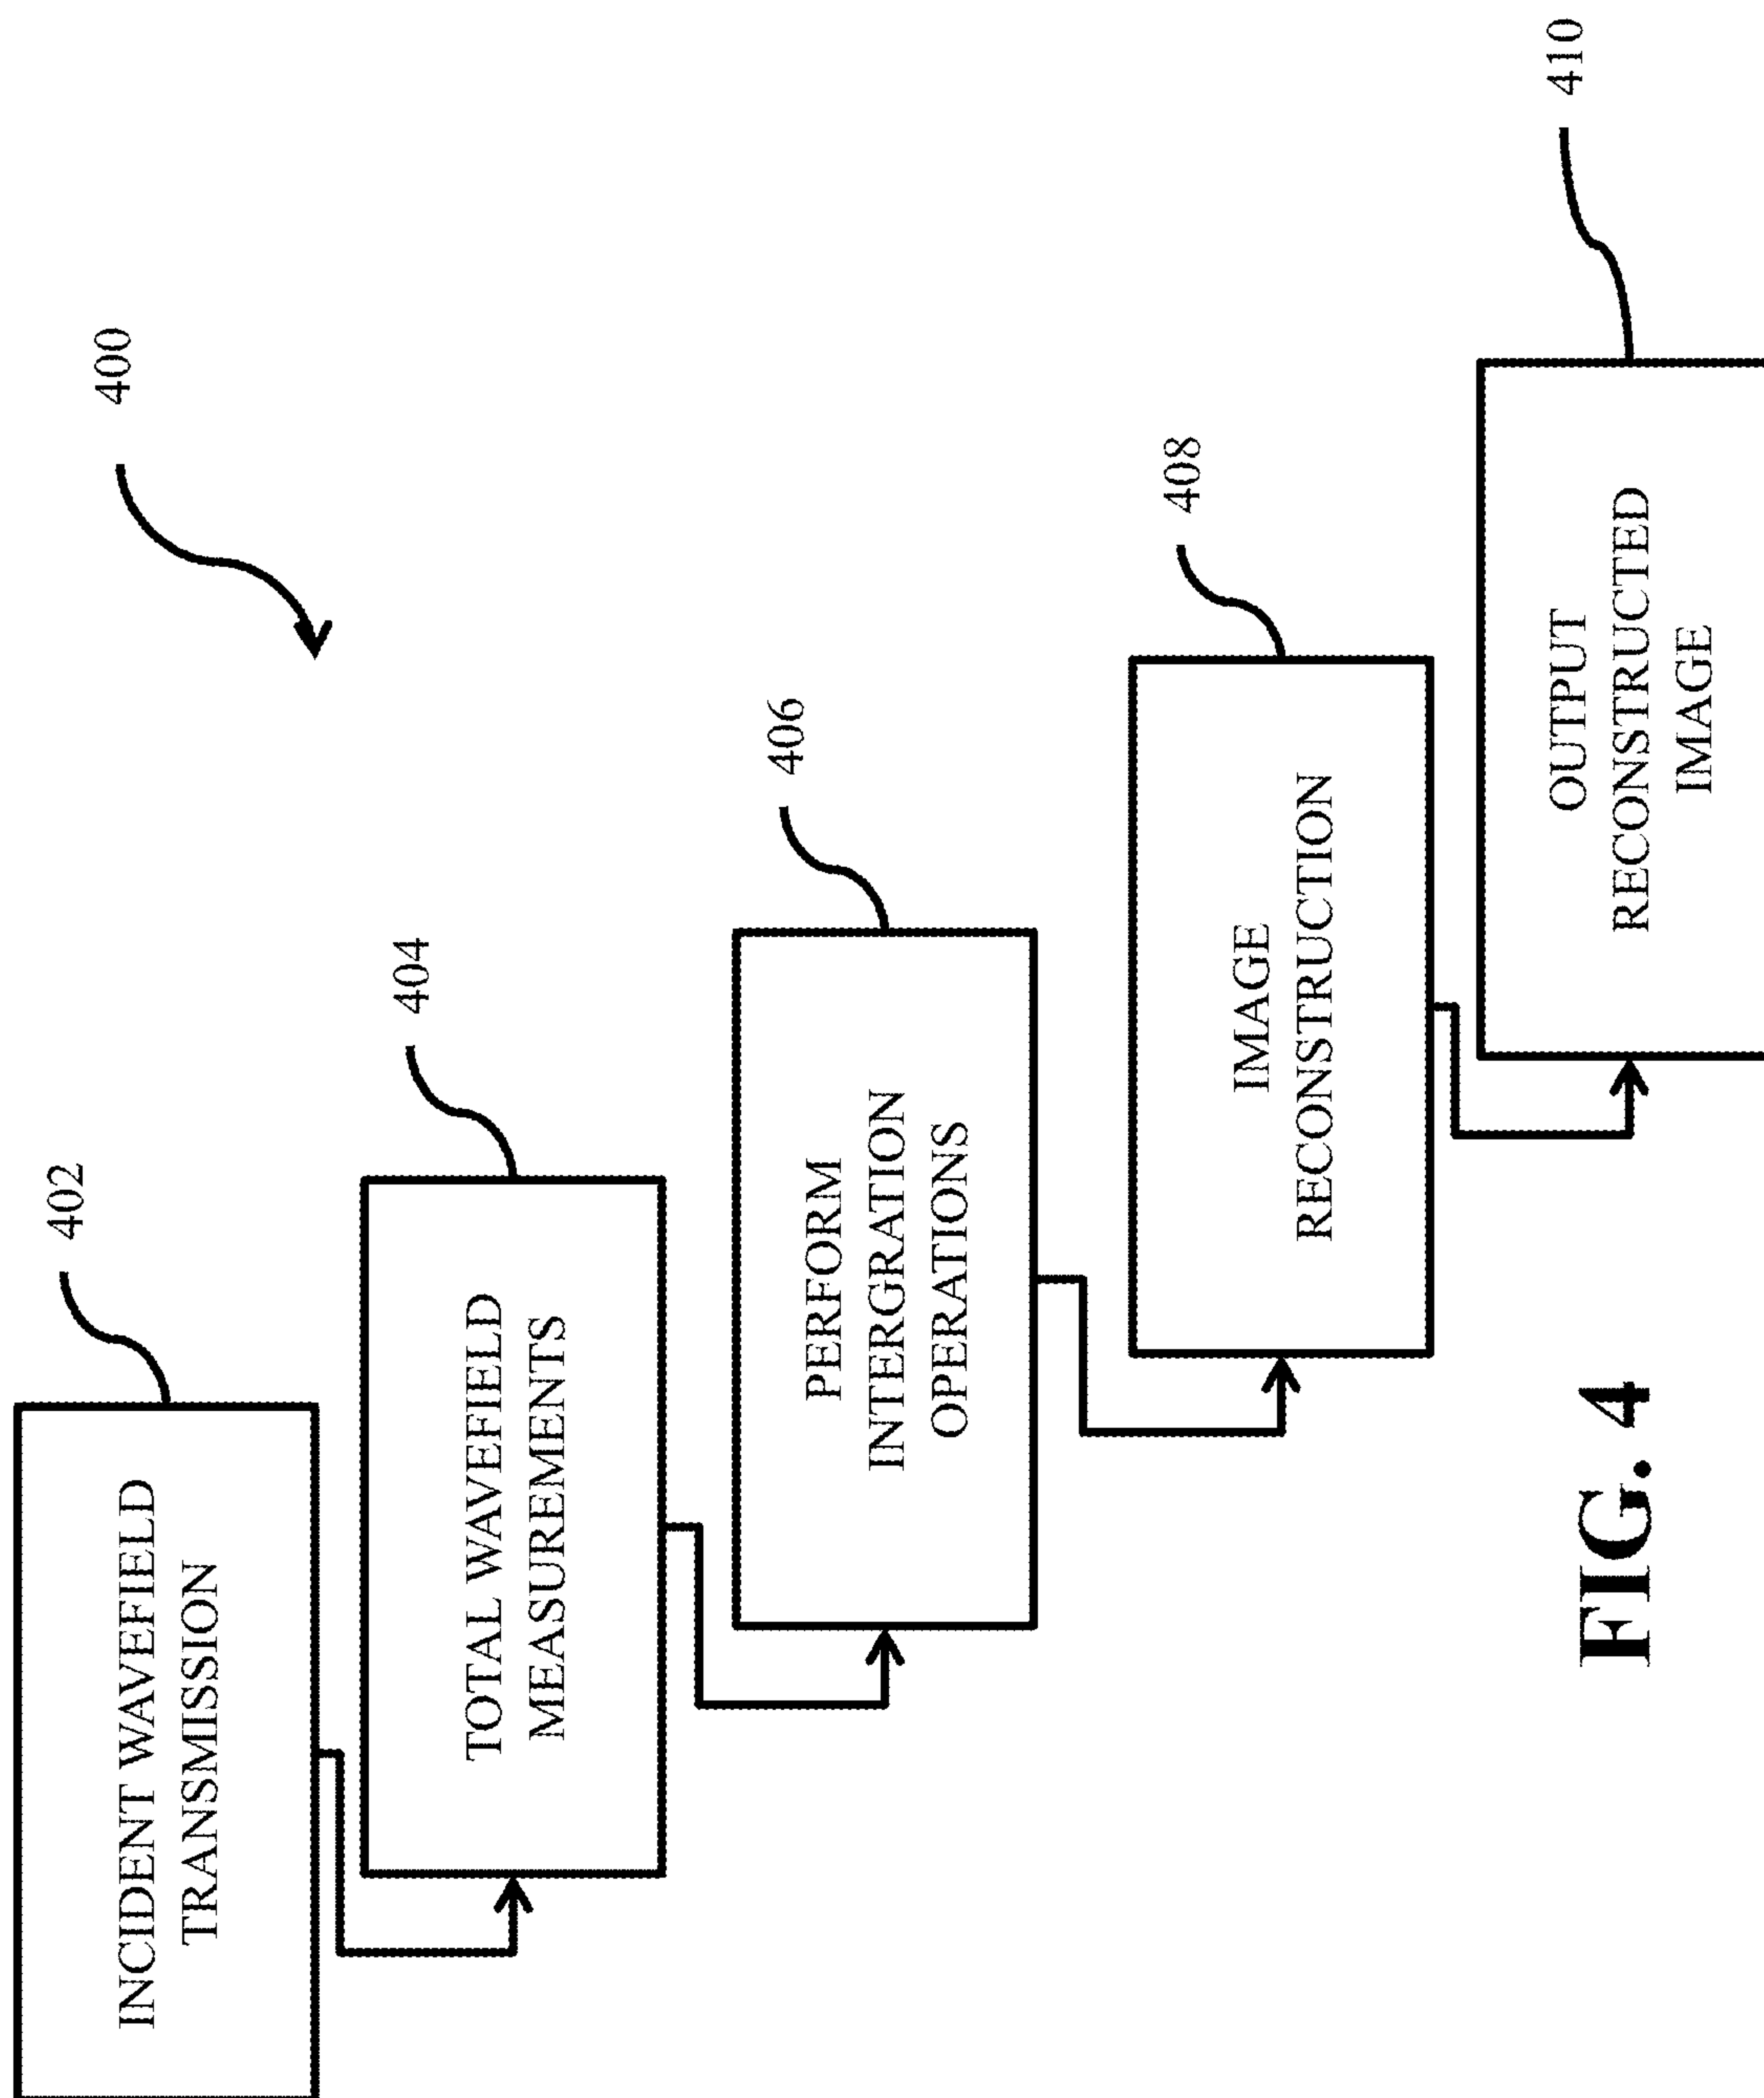 400
402
INCIDENT WAVEFIELD
TRANSMISSION
404
TOTAL WAVEFIELD
MEASUREMENTS
406
PERFORM
INTERGRATION
OPERATIONS
408
IMAGE
RECONSTRUCTION
410
OUTPUT
RECONSTRUCTED
IMAGE
FIG. 4